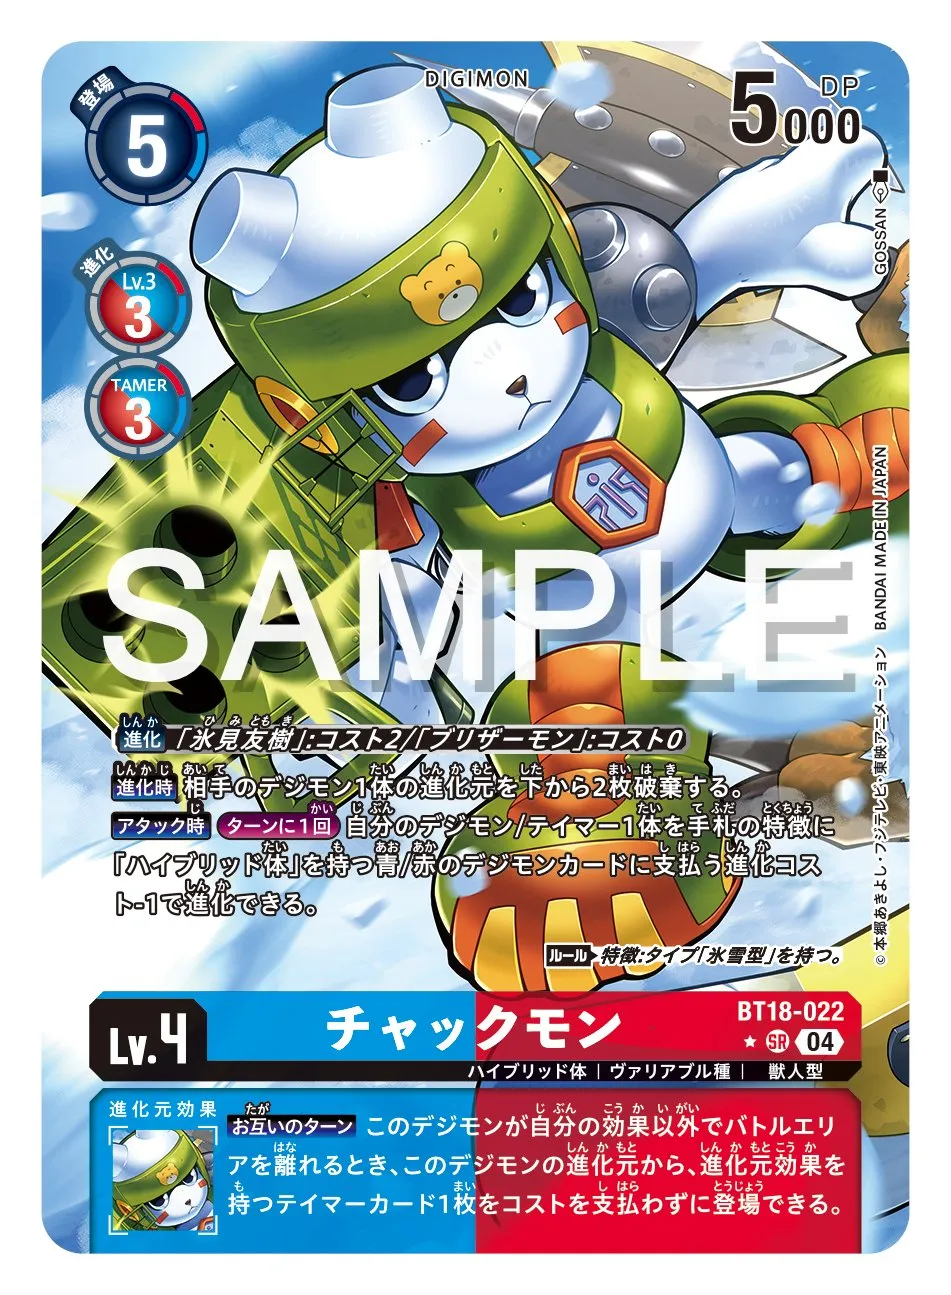 登場
5
DIGIMON
5000
DP
進化
Lv.3
3
TAMER
3
GOSSAN
SAMPLE
進化 「氷見友樹」:コスト2/「ブリザーモン」:コスト0
進化時 相手のデジモン1体の進化元を下から2枚破棄する。
アタック時 ターンに1回 自分のデジモン/テイマー1体を手札の特徴に
「ハイブリッド体」を持つ青/赤のデジモンカードに支払う進化コス
ト-1で進化できる。
ルール 特徴:タイプ「氷雪型」を持つ。
©本郷あきよし・フジテレビ・東映アニメーション BANDAI MADE IN JAPAN
Lv.4
チャックモン
BT18-022
SR 04
ハイブリッド体 | ヴァリアブル種 | 獣人型
進化元効果
お互いのターン このデジモンが自分の効果以外でバトルエリ
アを離れるとき、このデジモンの進化元から、進化元効果を
持つテイマーカード1枚をコストを支払わずに登場できる。